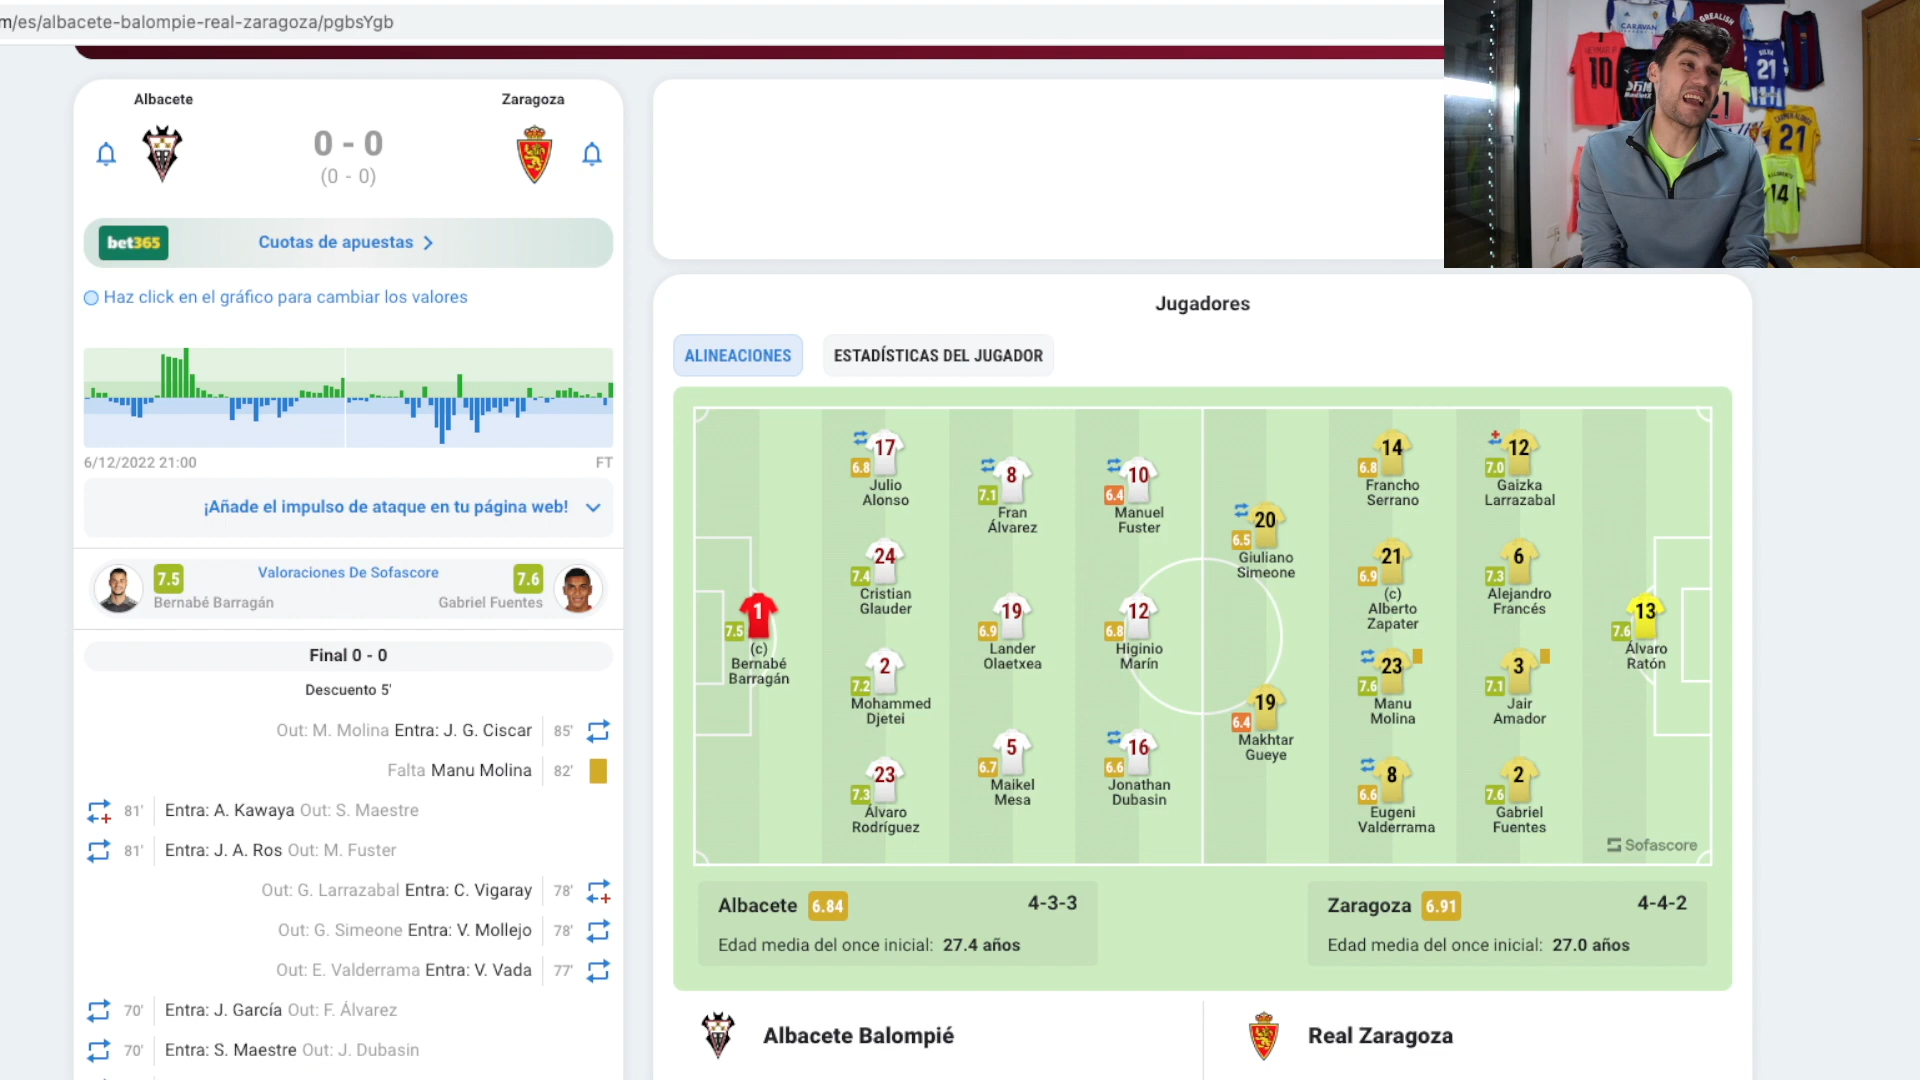 m/es/albacete-balompie-real-zaragoza/pgbsYgb
Albacete
Zaragoza
0 - 0
(0 - 0)
bet365
Cuotas de apuestas
Haz click en el gráfico para cambiar los valores
6/12/2022 21:00
FT
¡Añade el impulso de ataque en tu página web!
7.5
Valoraciones De Sofascore
7.6
Bernabé Barragán
Gabriel Fuentes
Final 0 - 0
Descuento 5'
Out: M. Molina Entra: J. G. Ciscar 85'
Falta Manu Molina 82'
81' Entra: A. Kawaya Out: S. Maestre
81' Entra: J. A. Ros Out: M. Fuster
Out: G. Larrazabal Entra: C. Vigaray 78'
Out: G. Simeone Entra: V. Mollejo 78'
Out: E. Valderrama Entra: V. Vada 77'
70' Entra: J. García Out: F. Álvarez
70' Entra: S. Maestre Out: J. Dubasin
Jugadores
ALINEACIONES
ESTADÍSTICAS DEL JUGADOR
1
7.5
(c)
Bernabé
Barragán
17
6.8
Julio
Alonso
24
7.4
Cristian
Glauder
2
7.2
Mohammed
Djetei
23
7.3
Álvaro
Rodríguez
8
7.1
Fran
Álvarez
19
6.9
Lander
Olaetxea
5
6.7
Maikel
Mesa
10
6.4
Manuel
Fuster
12
6.8
Higinio
Marín
16
6.6
Jonathan
Dubasin
20
6.5
Giuliano
Simeone
19
6.4
Makhtar
Gueye
14
6.8
Francho
Serrano
21
6.9
(c)
Alberto
Zapater
23
7.6
Manu
Molina
8
6.6
Eugeni
Valderrama
12
7.0
Gaizka
Larrazabal
6
7.3
Alejandro
Francés
3
7.1
Jair
Amador
2
7.6
Gabriel
Fuentes
13
7.6
Álvaro
Ratón
Sofascore
Albacete 6.84
4-3-3
Edad media del once inicial: 27.4 años
Zaragoza 6.91
4-4-2
Edad media del once inicial: 27.0 años
Albacete Balompié
Real Zaragoza
CARAVAN
GREALISH
10
21
21
21
14